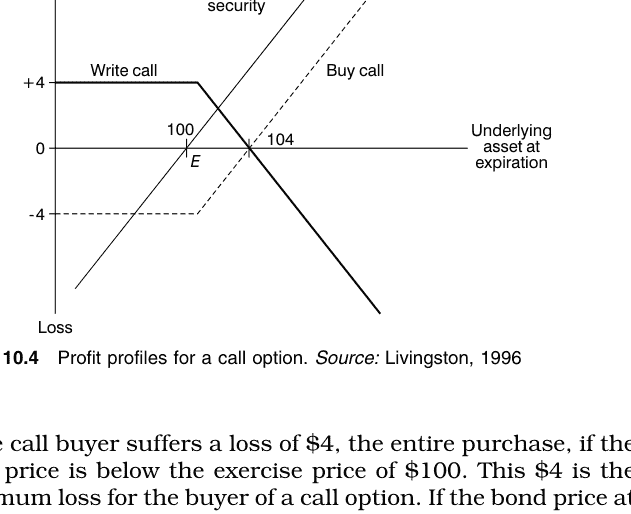 security
+4
Write call
Buy call
100
104
Underlying
asset at
expiration
0
E
-4
Loss
10.4 Profit profiles for a call option. Source: Livingston, 1996
call buyer suffers a loss of $4, the entire purchase, if the
price is below the exercise price of $100. This $4 is the
mum loss for the buyer of a call option. If the bond price at